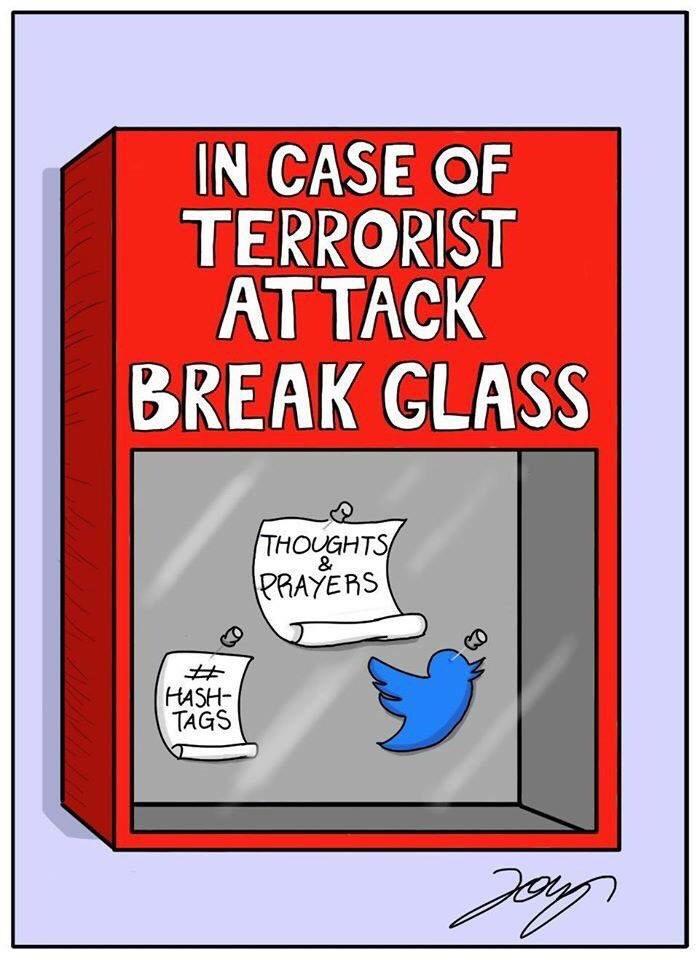 IN CASE OF
TERRORIST
ATTACK
BREAK GLASS
THOUGHTS
&
PRAYERS
#
HASH-
TAGS